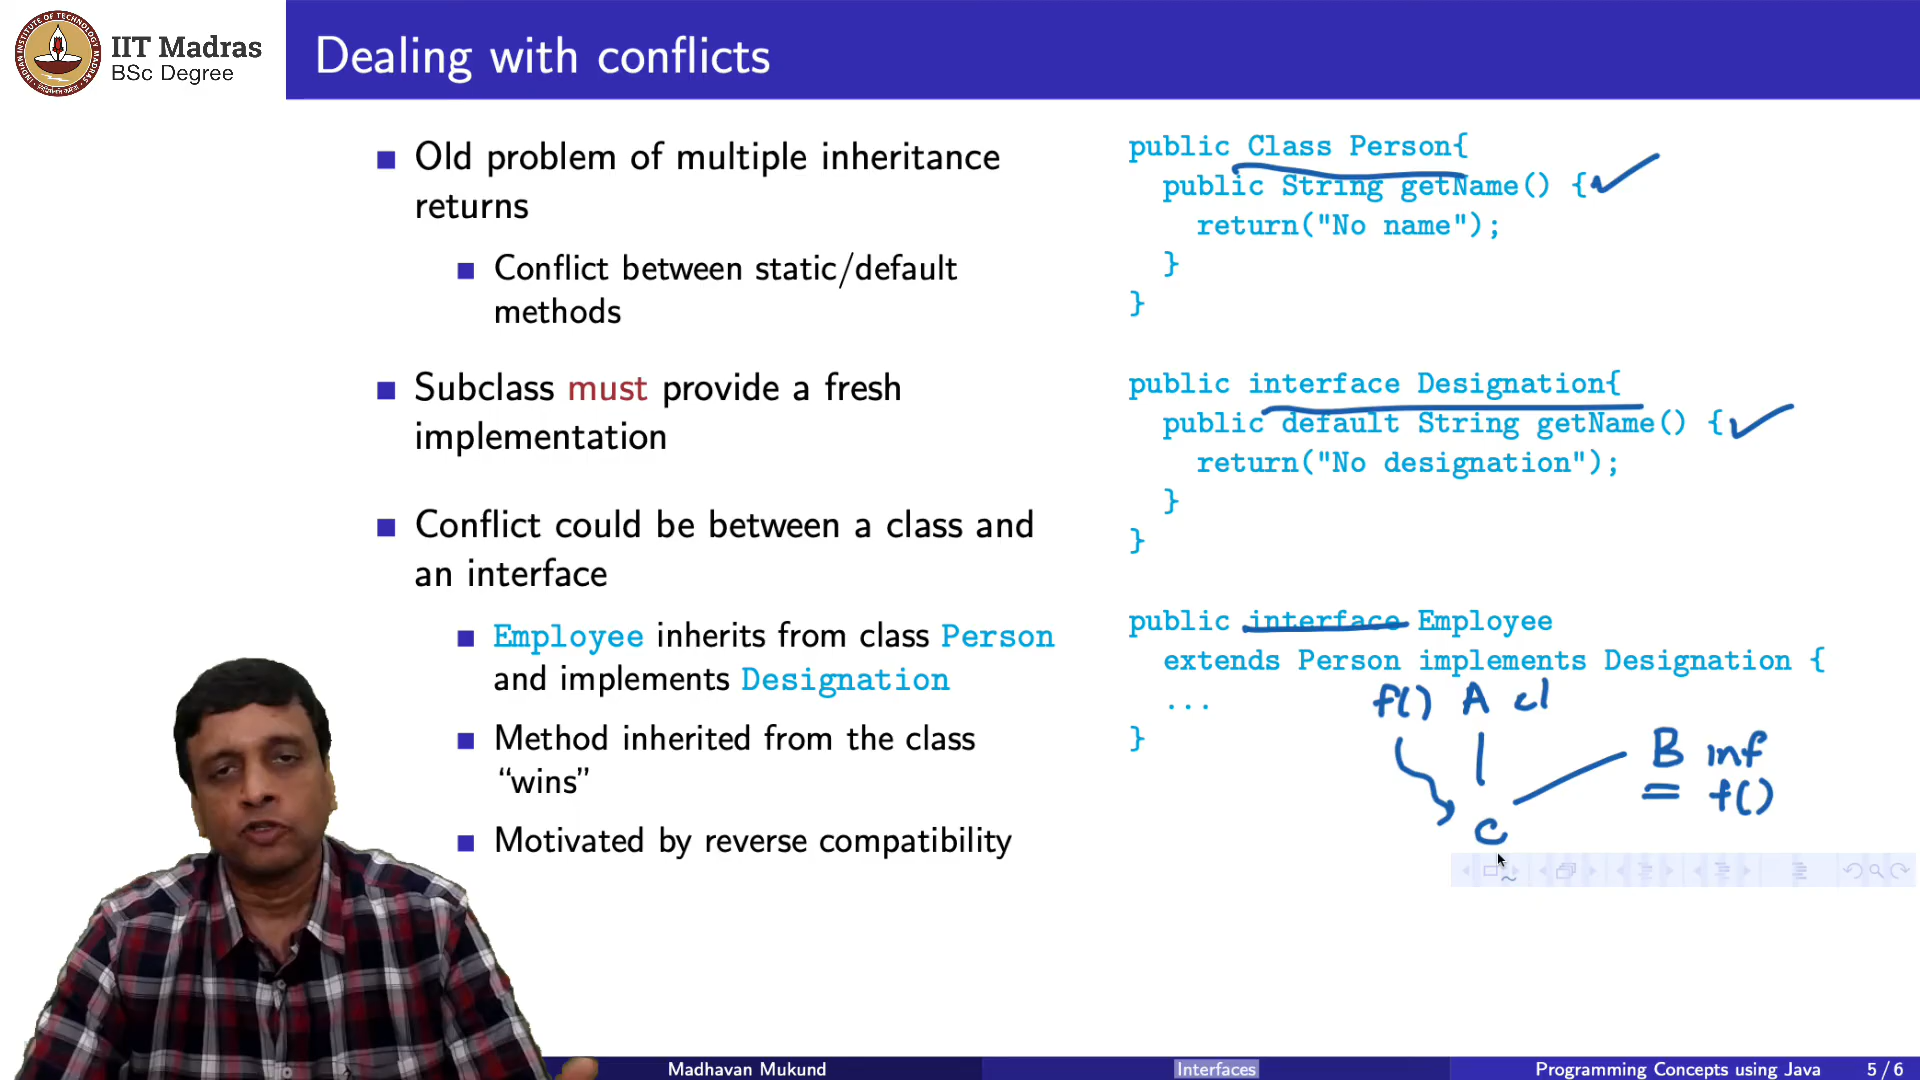 IIT Madras
BSc Degree
Dealing with conflicts
Old problem of multiple inheritance
returns
Conflict between static/default
methods
Subclass must provide a fresh
implementation
Conflict could be between a class and
an interface
Employee inherits from class Person
and implements Designation
Method inherited from the class
“wins”
Motivated by reverse compatibility
public Class Person{
public String getName() {
return("No name");
}
}
public interface Designation{
public default String getName() {
return("No designation");
}
}
public interface Employee
extends Person implements Designation {
...
}
f() A cl
B inf
= f()
C
Madhavan Mukund
Interfaces
Programming Concepts using Java
5 / 6